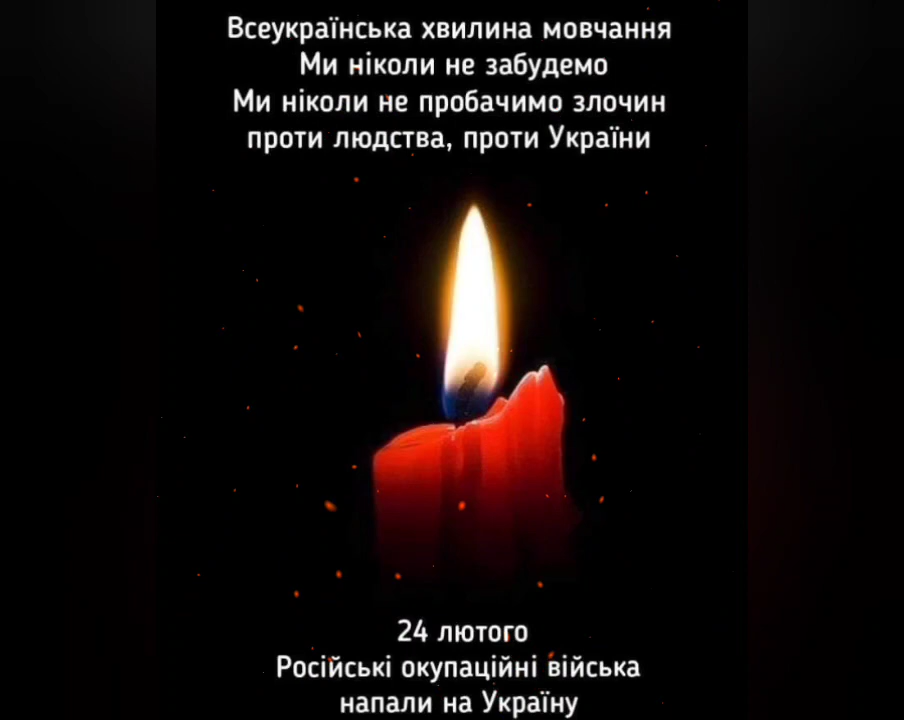 Всеукраїнська хвилина мовчання
Ми ніколи не забудемо
Ми ніколи не пробачимо злочин
проти людства, проти України
24 лютого
Російські окупаційні війська
напали на Україну